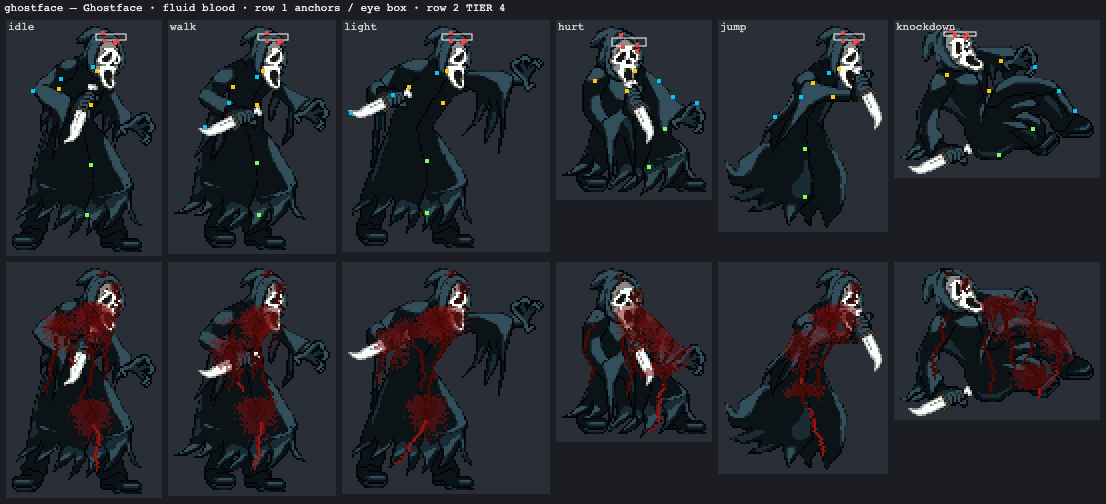 ghostface — Ghostface · fluid blood · row 1 anchors / eye box · row 2 TIER 4
idle
walk
light
hurt
jump
knockdown